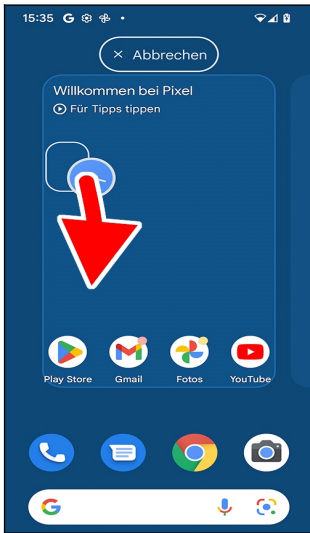 15:35
× Abbrechen
Willkommen bei Pixel
Für Tipps tippen
Play Store
Gmail
Fotos
YouTube